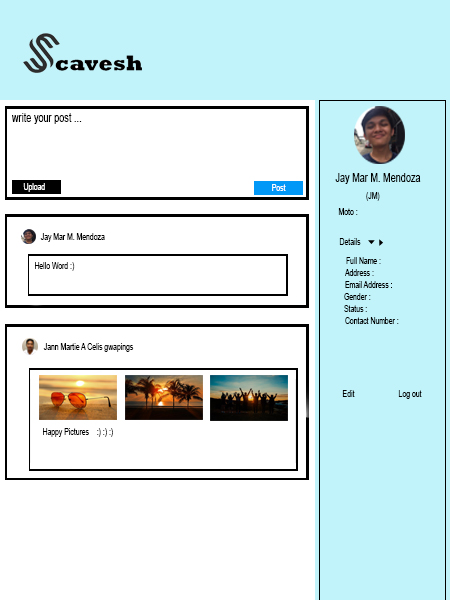 Scavesh
write your post ...
Upload
Post
Jay Mar M. Mendoza
Hello Word :)
Jann Martie A Celis gwapings
Happy Pictures :) :) :)
Jay Mar M. Mendoza
(JM)
Moto :
Details
Full Name :
Address :
Email Address :
Gender :
Status :
Contact Number :
Edit
Log out